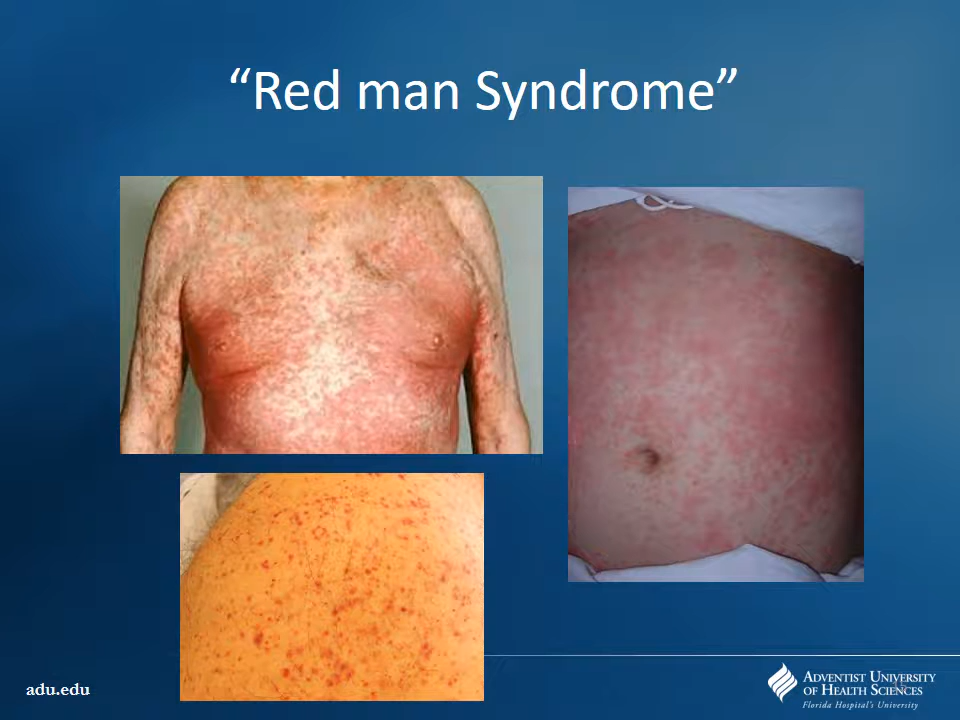 “Red man Syndrome”
adu.edu
ADVENTIST UNIVERSITY
OF HEALTH SCIENCES
Florida Hospital's University